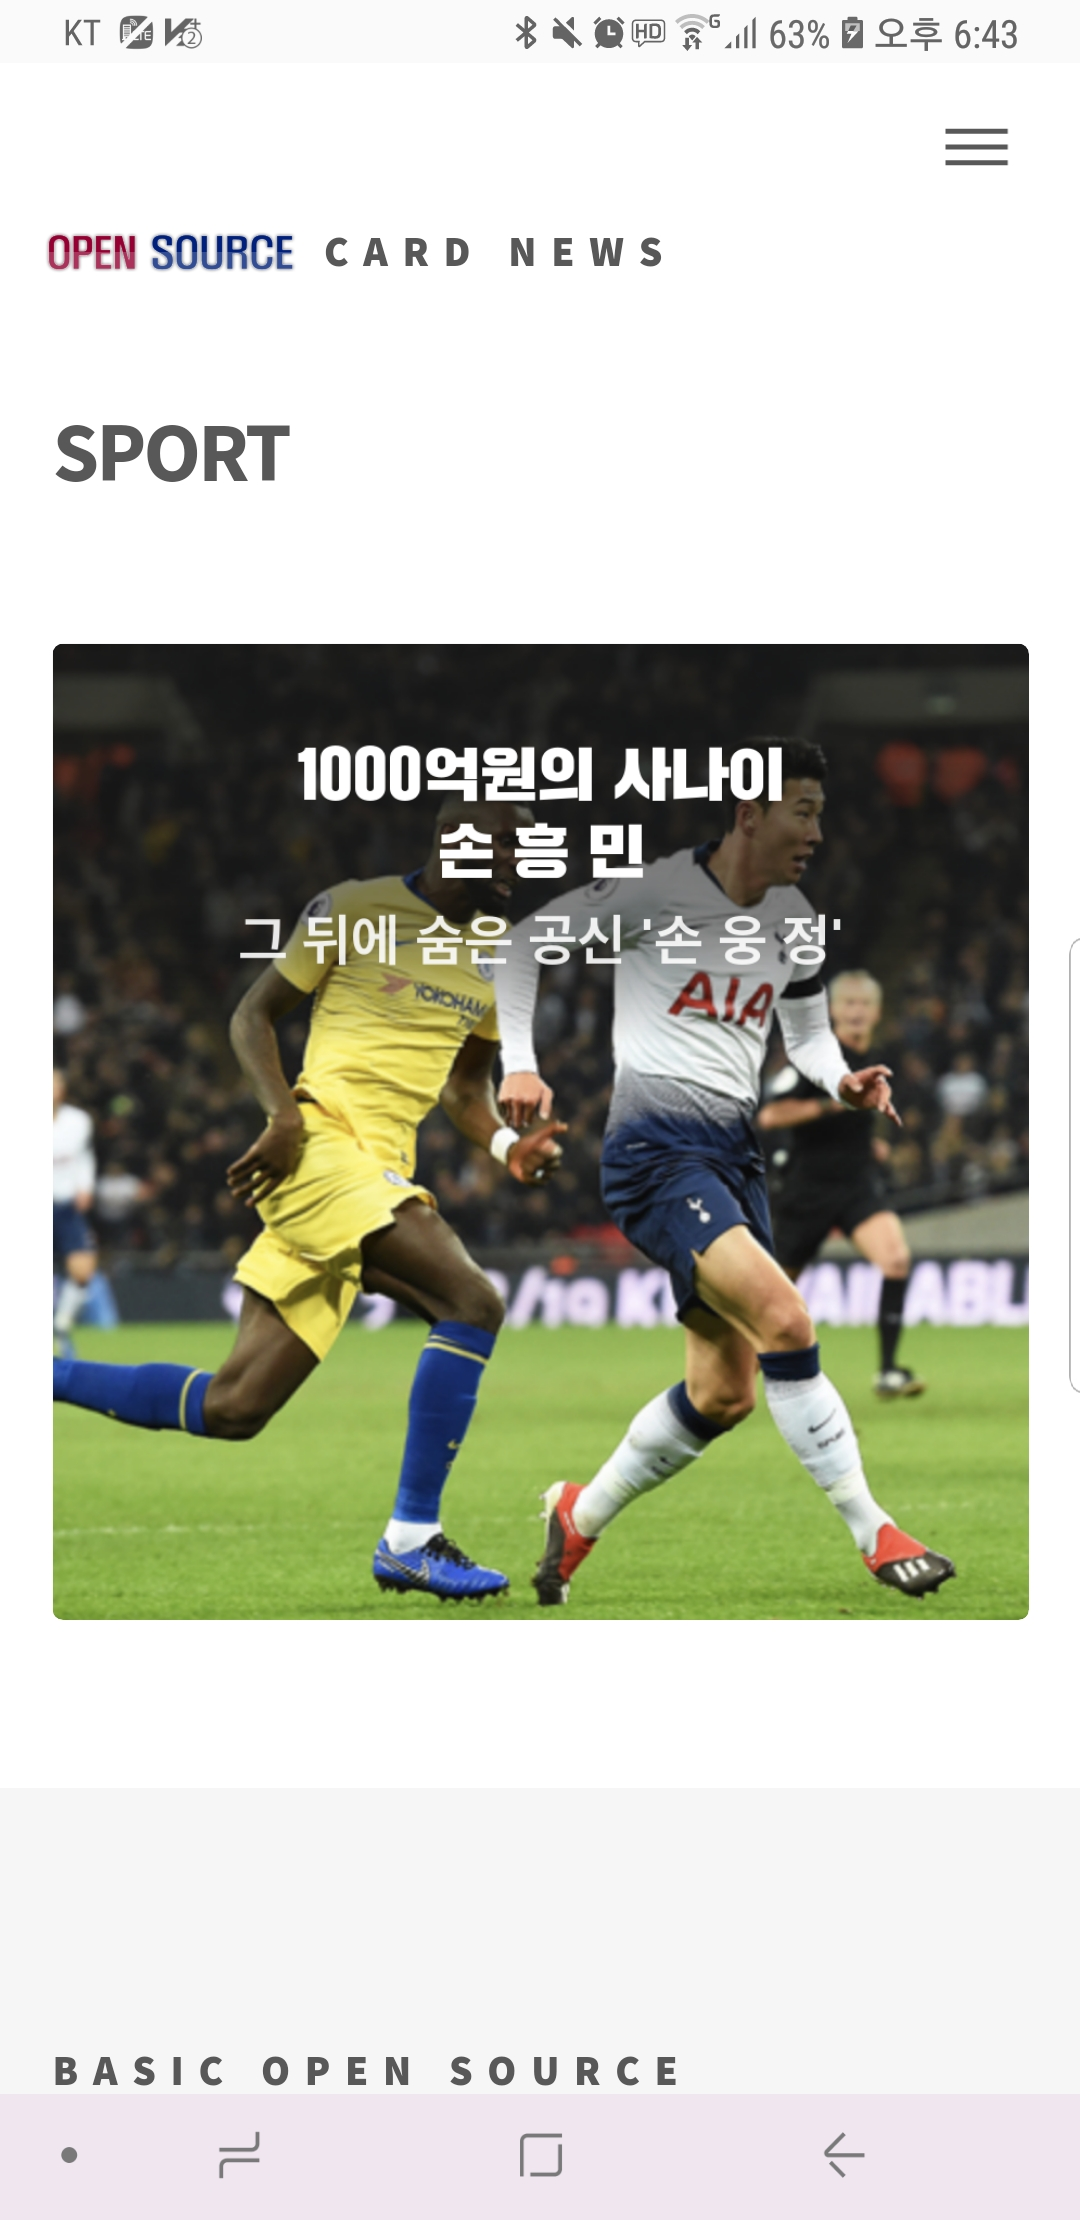 KT
63% 오후 6:43
OPEN SOURCE CARD NEWS
SPORT
1000억원의 사나이
손 흥 민
그 뒤에 숨은 공신 '손 웅 정'
YOKOHAMA
AIA
BASIC OPEN SOURCE